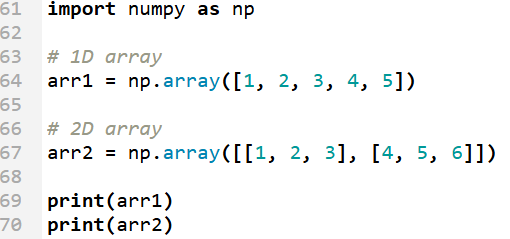 61 import numpy as np
62
63 # 1D array
64 arr1 = np.array([1, 2, 3, 4, 5])
65
66 # 2D array
67 arr2 = np.array([[1, 2, 3], [4, 5, 6]])
68
69 print(arr1)
70 print(arr2)